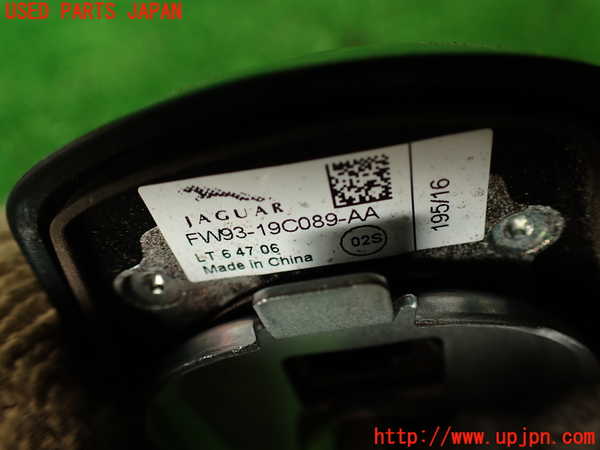 USED PARTS JAPAN
JAGUAR
FW93-19C089-AA
LT 6 47 06
02S
Made in China
195/16
http://www.upjpn.com/